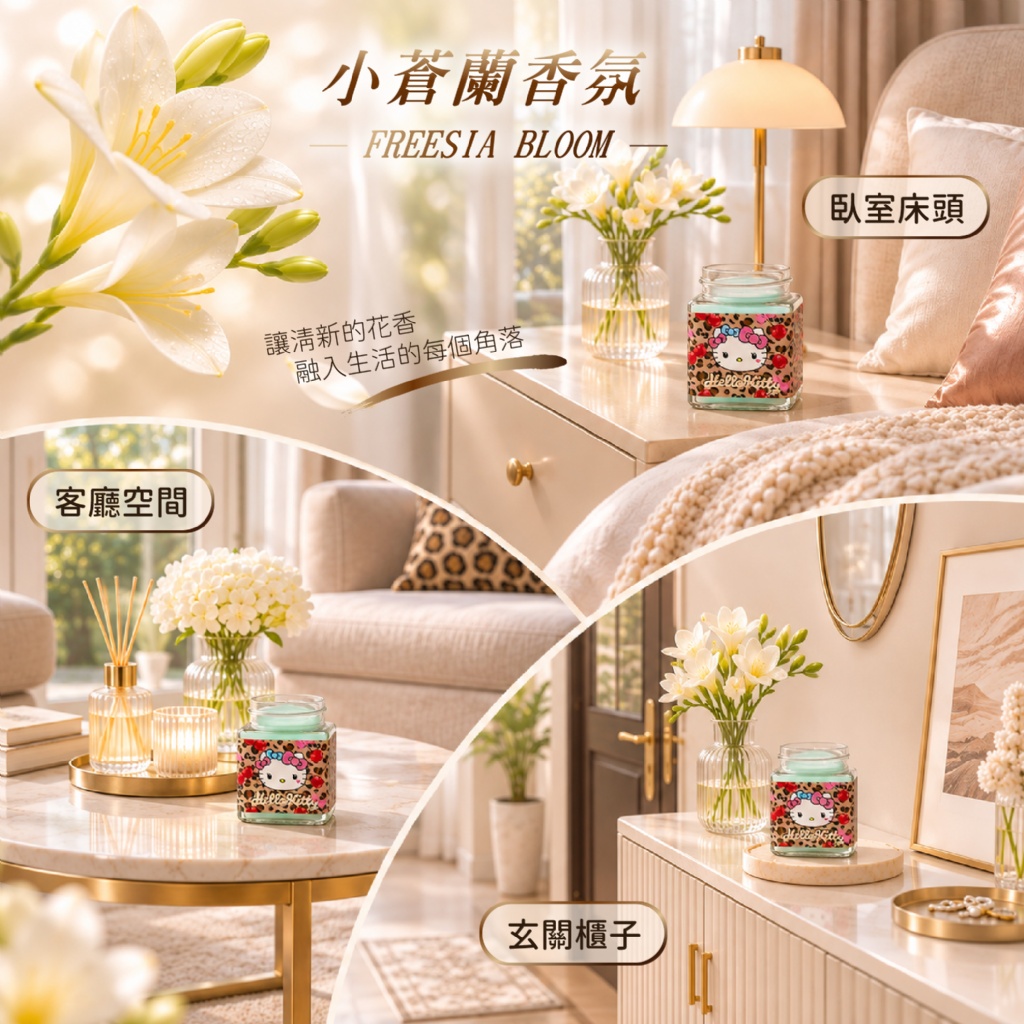 小蒼蘭香氛
FREESIA BLOOM
臥室床頭
讓清新的花香
融入生活的每個角落
Hello Kitty
客廳空間
Hello Kitty
Hello Kitty
玄關櫃子